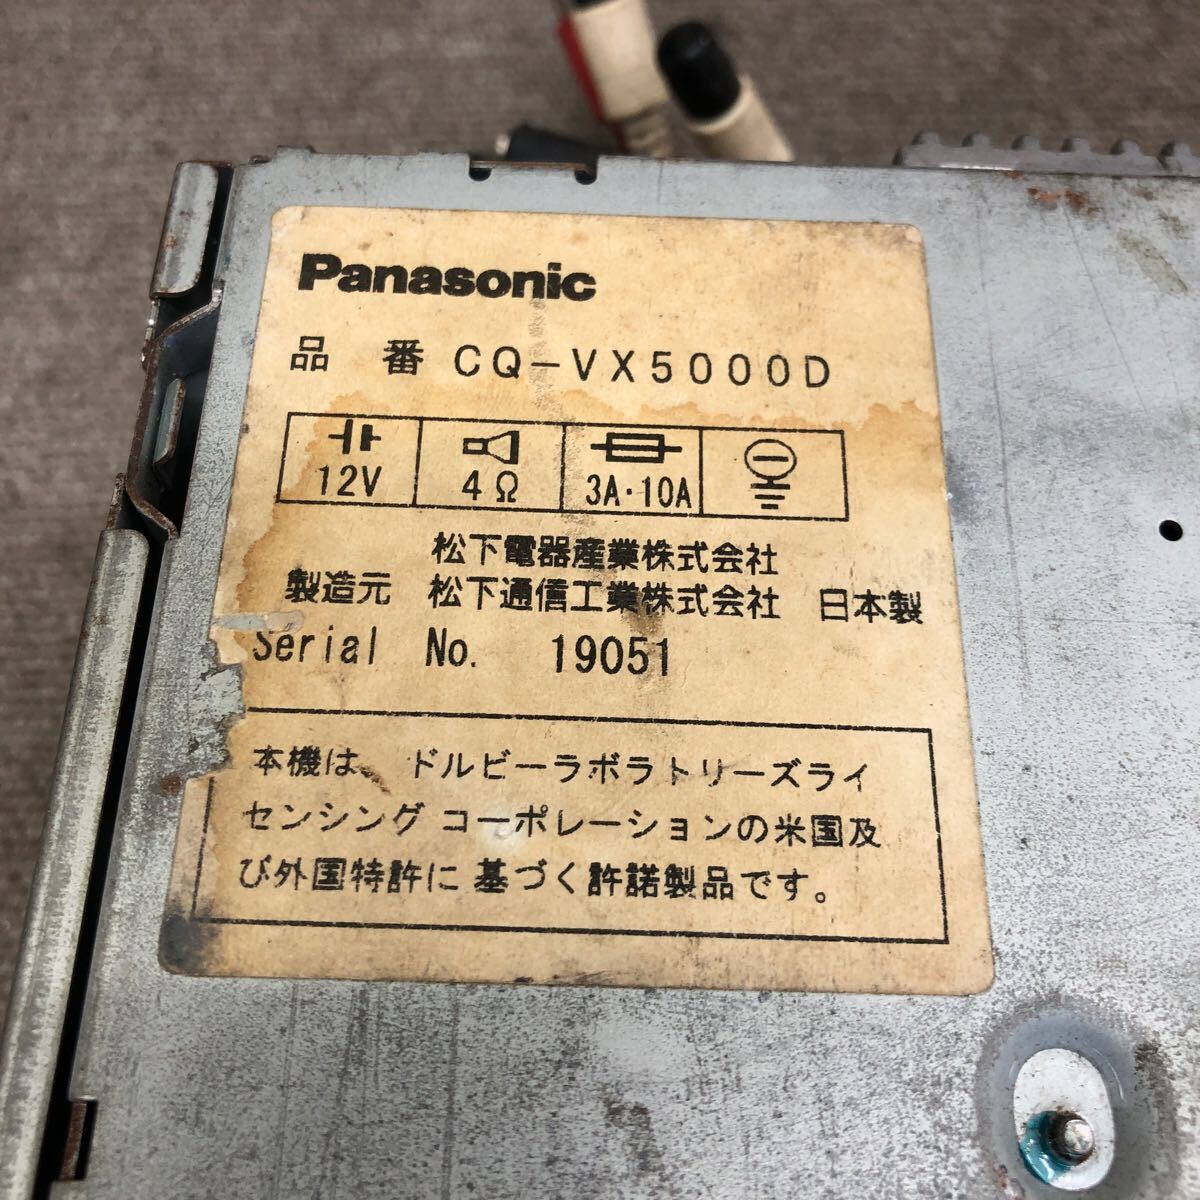 Panasonic
品 番 CQ-VX5000D
12V 4Ω 3A・10A
松下電器産業株式会社
製造元 松下通信工業株式会社 日本製
Serial No. 19051
本機は、ドルビーラボラトリーズライ
センシングコーポレーションの米国及
び外国特許に基づく許諾製品です。